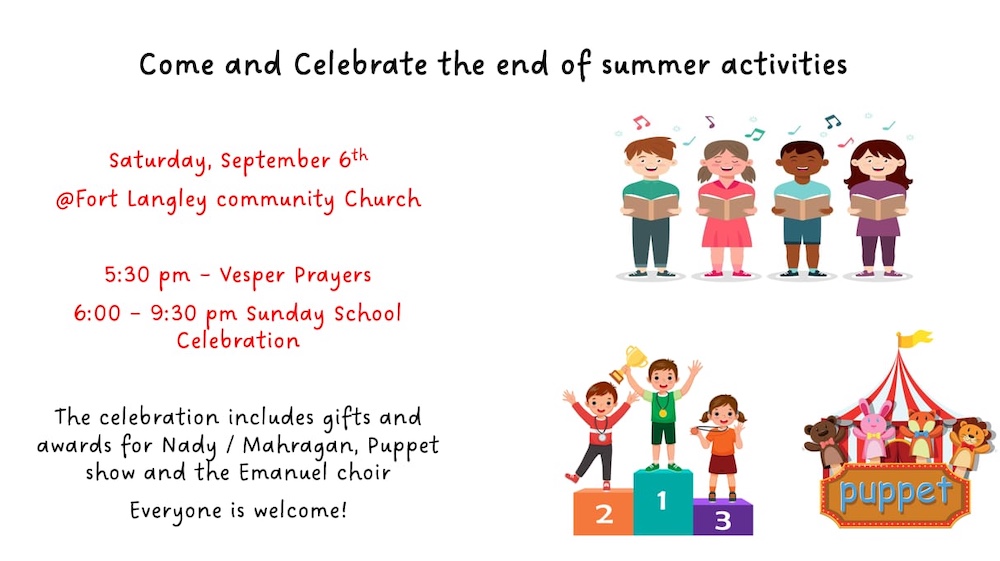 Come and Celebrate the end of summer activities
Saturday, September 6th
@Fort Langley community Church
5:30 pm – Vesper Prayers
6:00 – 9:30 pm Sunday School
Celebration
The celebration includes gifts and
awards for Nady / Mahragan, Puppet
show and the Emanuel choir
Everyone is welcome!
2
1
3
puppet